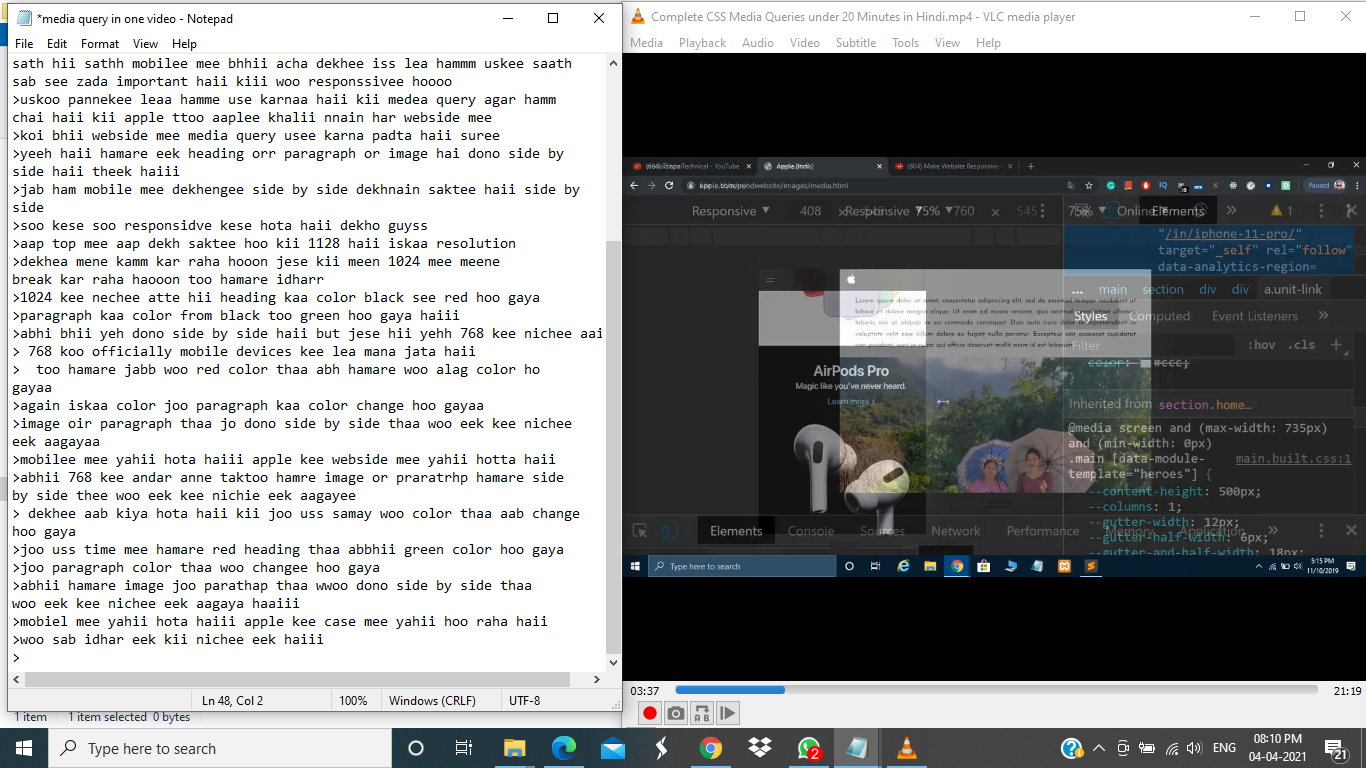 *media query in one video - Notepad
File Edit Format View Help
sath hii sathh mobilee mee bhhii acha dekhee iss lea hammm uskee saath
sab see zada important haii kiii woo responssivee hoooo
>uskoo pannekee leaa hamme use karnaa haii kii medea query agar hamm
chai haii kii apple ttoo aaplee khalii nnain har webside mee
>koi bhii webside mee media query usee karna padta haii suree
>yeeh haii hamare eek heading orr paragraph or image hai dono side by
side haii theek haiii
>jab ham mobile mee dekhengee side by side dekhnain saktee haii side by
side
>soo kese soo responsidve kese hota haii dekho guyss
>aap top mee aap dekh saktee hoo kii 1128 haii iskaa resolution
>dekhea mene kamm kar raha hooon jese kii meen 1024 mee mene
break kar raha haooon too hamare idharr
>1024 kee nechee atte hii heading kaa color black see red hoo gaya
>paragraph kaa color from black too green hoo gaya haiii
>abhi bhii yeh dono side by side haii but jese hii yehh 768 kee nichee aai
> 768 koo officially mobile devices kee lea mana jata haii
>  too hamare jabb woo red color thaa abh hamare woo alag color ho
gayaa
>again iskaa color joo paragraph kaa color change hoo gayaa
>image oir paragraph thaa jo dono side by side thaa woo eek kee nichee
eek aagayaa
>mobilee mee yahii hota haiii apple kee webside mee yahii hotta haii
>abhii 768 kee andar anne taktoo hamre image or praratrhp hamare side
by side thee woo eek kee nichie eek aagayee
> dekhee aab kiya hota haii kii joo uss samay woo color thaa aab change
hoo gaya
>joo uss time mee hamare red heading thaa abbhii green color hoo gaya
>joo paragraph color thaa woo changee hoo gaya
>abhii hamare image joo parathap thaa wwoo dono side by side thaa
woo eek kee nichee eek aagaya haaiii
>mobiel mee yahii hota haiii apple kee case mee yahii hoo raha haii
>woo sab idhar eek kii nichee eek haiii
>
Ln 48, Col 2 100% Windows (CRLF) UTF-8
1 item 1 item selected 0 bytes
Complete CSS Media Queries under 20 Minutes in Hindi.mp4 - VLC media player
Media Playback Audio Video Subtitle Tools View Help
Technical - YouTube Apple (India) (604) Make Website Responsive
Paused
Responsive 408 × Responsive 75% 760 × 545 75% Online Elements 1
"/in/iphone-11-pro/"
target="_self" rel="follow"
data-analytics-region=
... main section div div a.unit-link
Styles Computed Event Listeners
Filter :hov .cls
color: #ccc;
Inherited from section.home…
@media screen and (max-width: 735px)
and (min-width: 0px)
.main [data-module- main.built.css:1
template="heroes"] {
--content-height: 500px;
--columns: 1;
--gutter-width: 12px;
--gutter-half-width: 6px;
--gutter-and-half-width: 18px;
AirPods Pro
Magic like you've never heard.
Learn more >
Elements Console Sources Network Performance Memory Application
Type here to search
5:15 PM
11/10/2019
03:37 21:19
Type here to search
2
ENG
08:10 PM
04-04-2021
21